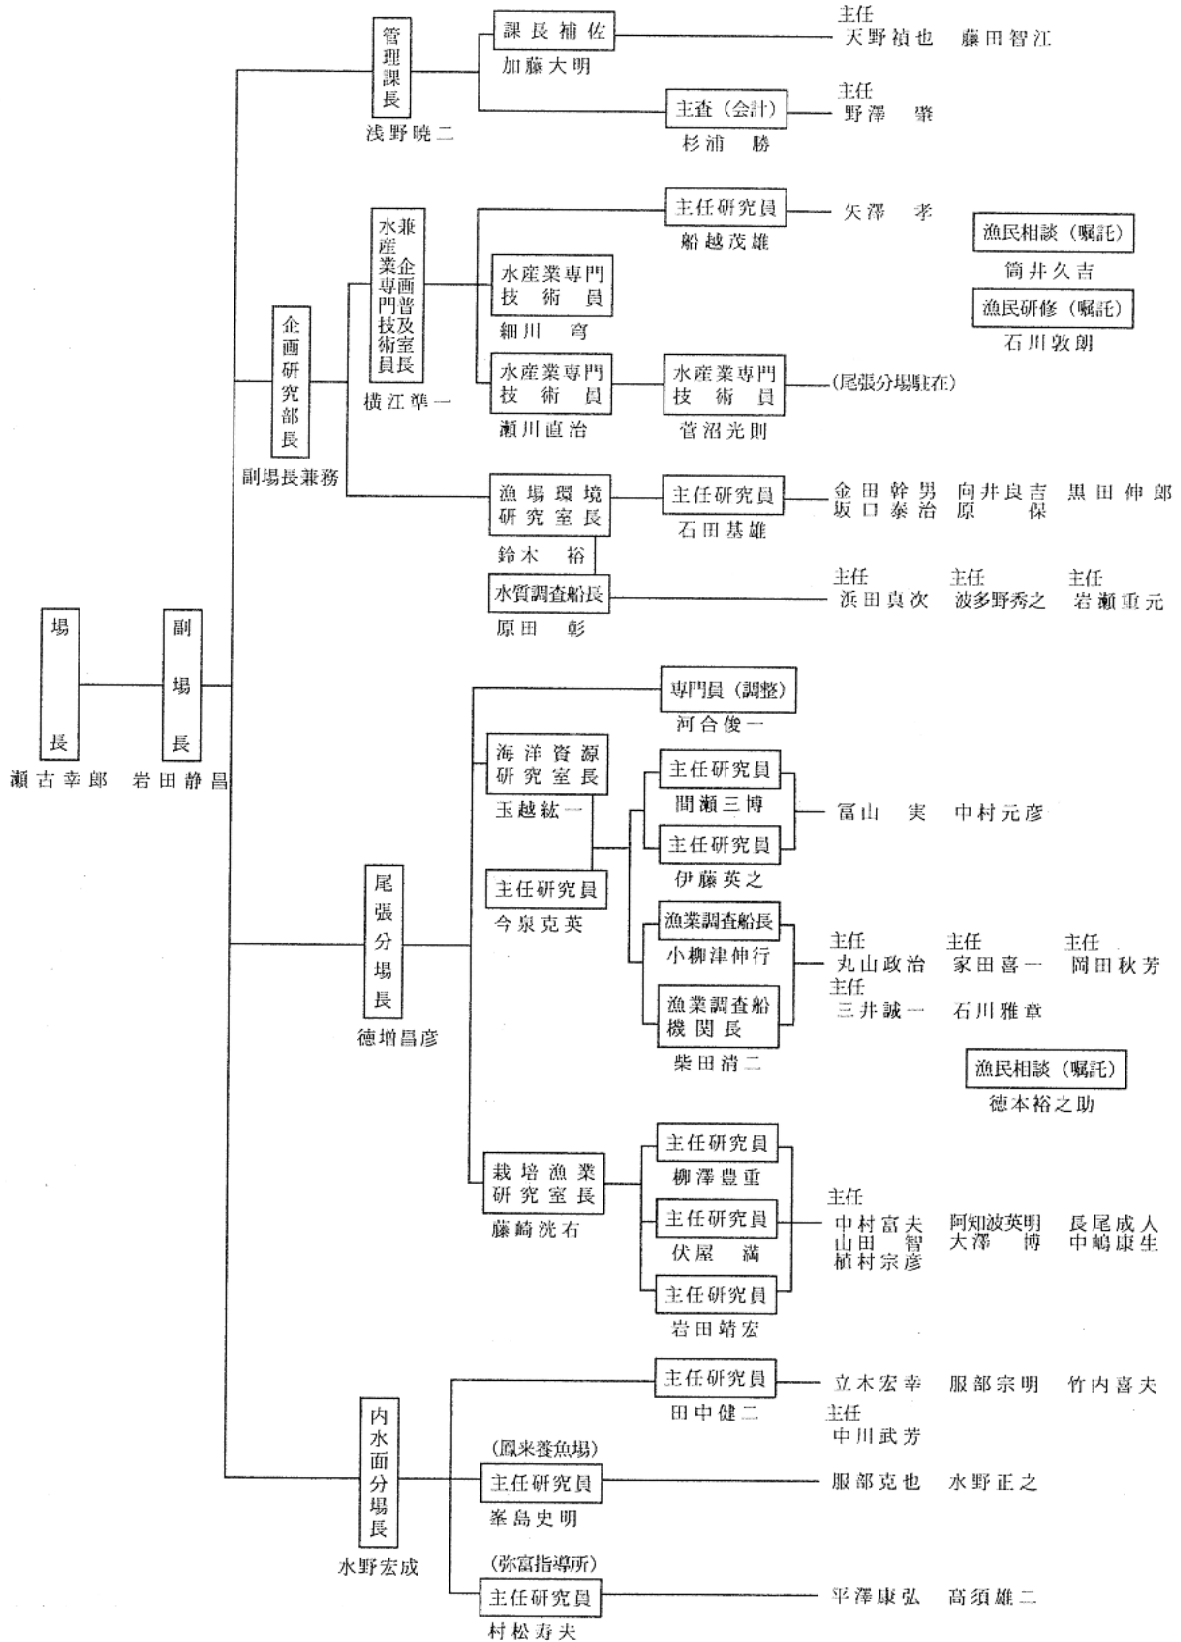 場長
瀬古幸郎
副場長
岩田静昌
管理課長
浅野暁二
課長補佐
加藤大明
主任
天野禎也 藤田智江
主査（会計）
杉浦 勝
主任
野澤 肇
企画研究部長
副場長兼務
水産業専門技術員
兼企画普及室長
横江準一
主任研究員
船越茂雄
矢澤 孝
水産業専門
技術員
細川 穹
水産業専門
技術員
瀬川直治
水産業専門
技術員
菅沼光則
(尾張分場駐在)
漁民相談（嘱託）
筒井久吉
漁民研修（嘱託）
石川敦朗
漁場環境
研究室長
鈴木 裕
主任研究員
石田基雄
金田幹男 向井良吉 黒田伸郎
坂口泰治 原 保
水質調査船長
原田 彰
主任 主任 主任
浜田真次 波多野秀之 岩瀬重元
尾張分場長
徳増昌彦
専門員（調整）
河合俊一
海洋資源
研究室長
玉越紘一
主任研究員
今泉克英
主任研究員
間瀬三博
主任研究員
伊藤英之
冨山 実 中村元彦
漁業調査船長
小柳津伸行
漁業調査船
機関長
柴田清二
主任 主任 主任
丸山政治 家田喜一 岡田秋芳
主任
三井誠一 石川雅章
漁民相談（嘱託）
徳本裕之助
栽培漁業
研究室長
藤崎洸右
主任研究員
柳澤豊重
主任研究員
伏屋 満
主任研究員
岩田靖宏
主任
中村富夫 阿知波英明 長尾成人
山田 智 大澤 博 中嶋康生
植村宗彦
内水面分場長
水野宏成
主任研究員
田中健二
立木宏幸 服部宗明 竹内喜夫
主任
中川武芳
(鳳来養魚場)
主任研究員
峯島史明
服部克也 水野正之
(弥富指導所)
主任研究員
村松寿夫
平澤康弘 高須雄二